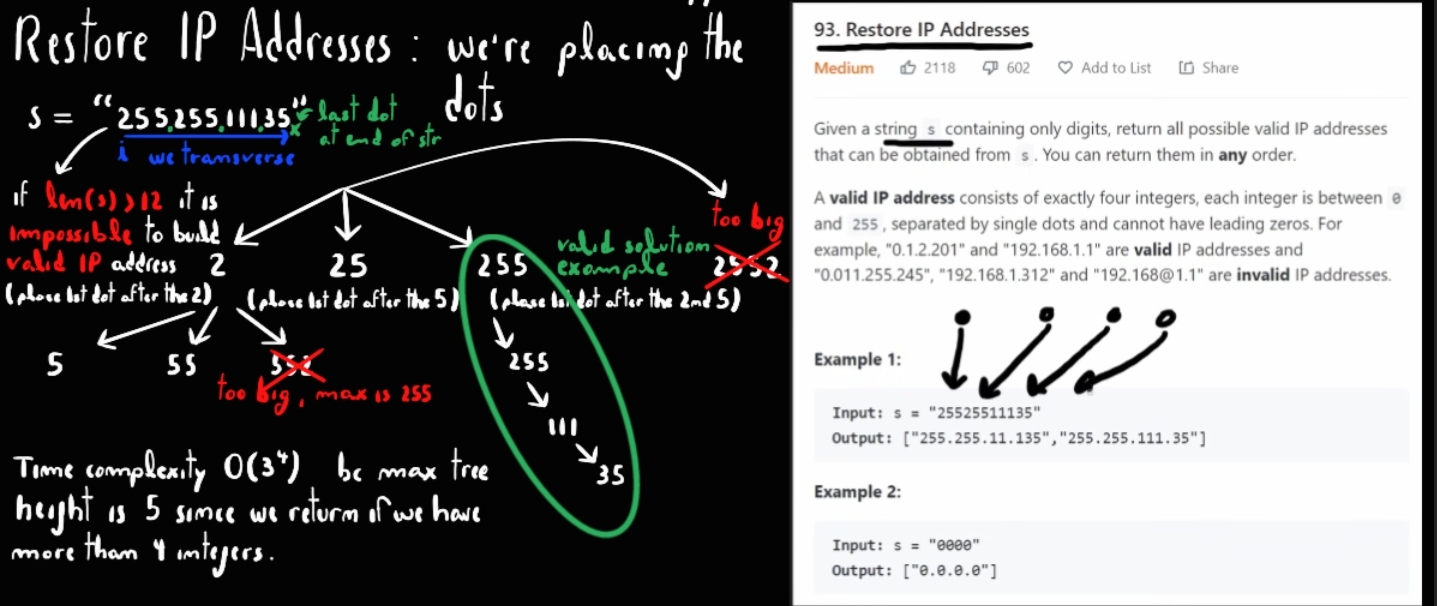 Restore IP Addresses : we're placing the
dots
s = "255.255.111.35"
last dot
at end of str
i we transverse
if len(s) > 12 it is
impossible to build
valid IP address
(place 1st dot after the 2)
2
25
(place 1st dot after the 5)
255
(place 1st dot after the 2nd 5)
valid solution
example
too big
2552
5
55
552
too big, max is 255
255
111
35
Time complexity O(3⁴) bc max tree
height is 5 since we return if we have
more than 4 integers.
93. Restore IP Addresses
Medium 2118 602 Add to List Share
Given a string s containing only digits, return all possible valid IP addresses
that can be obtained from s. You can return them in any order.
A valid IP address consists of exactly four integers, each integer is between 0
and 255, separated by single dots and cannot have leading zeros. For
example, "0.1.2.201" and "192.168.1.1" are valid IP addresses and
"0.011.255.245", "192.168.1.312" and "192.168@1.1" are invalid IP addresses.
Example 1:
Input: s = "25525511135"
Output: ["255.255.11.135","255.255.111.35"]
Example 2:
Input: s = "0000"
Output: ["0.0.0.0"]